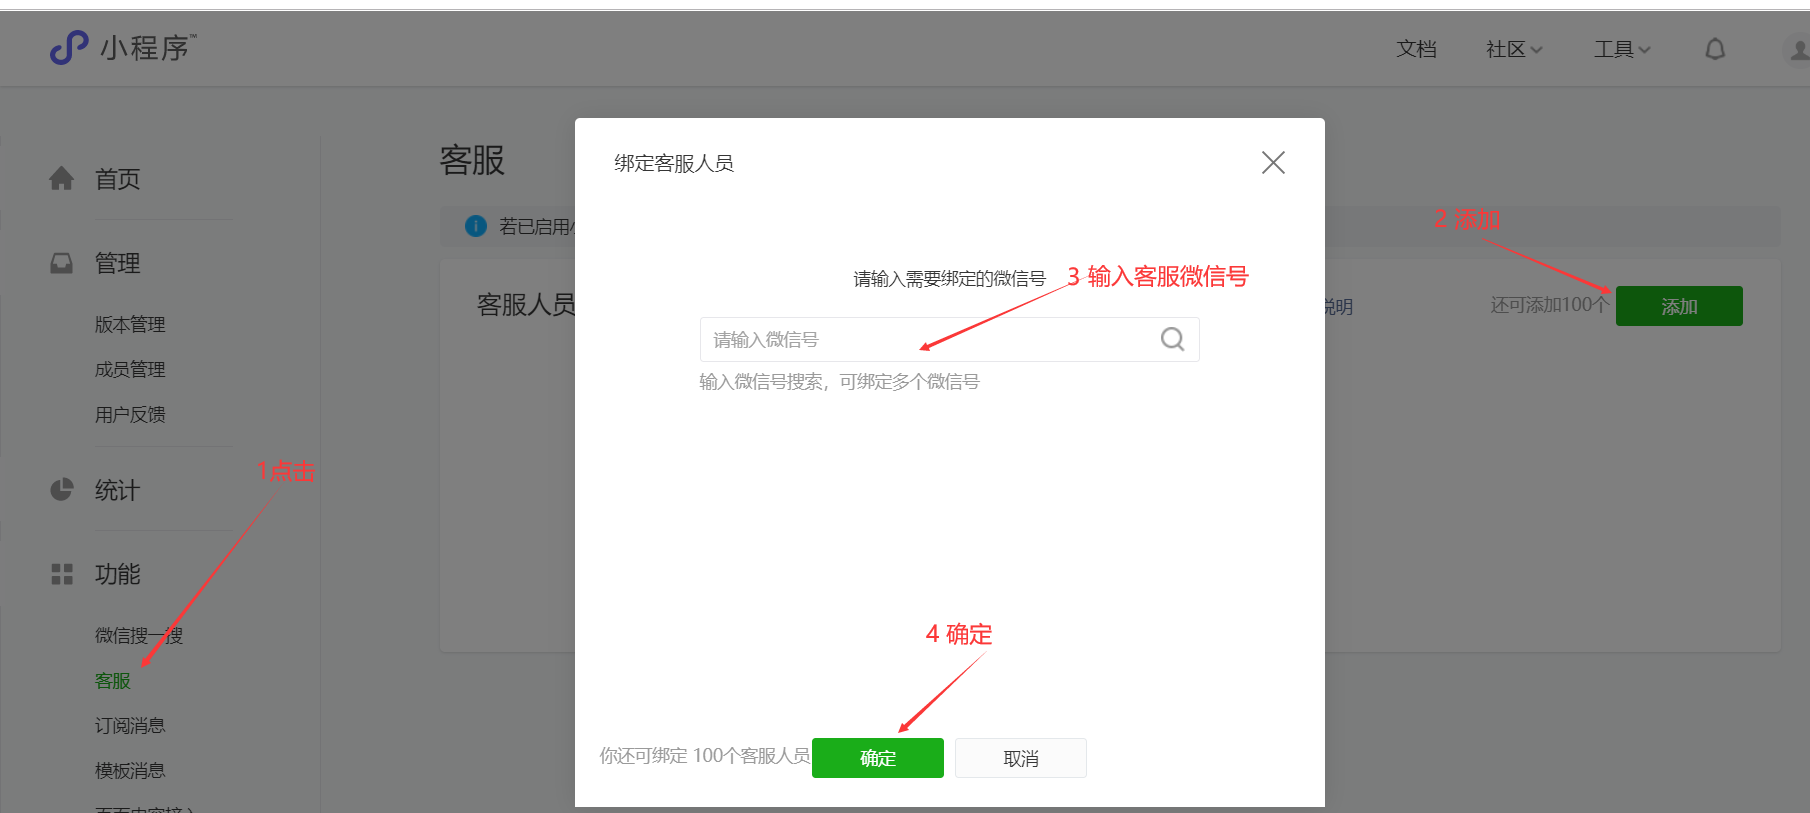 小程序™
文档 社区 工具
首页
管理
版本管理
成员管理
用户反馈
1点击
统计
功能
微信搜一搜
客服
订阅消息
模板消息
客服
若已启用
客服人员
说明
2 添加
还可添加100个 添加
绑定客服人员
请输入需要绑定的微信号
3 输入客服微信号
请输入微信号
输入微信号搜索，可绑定多个微信号
4 确定
你还可绑定 100个客服人员 确定 取消